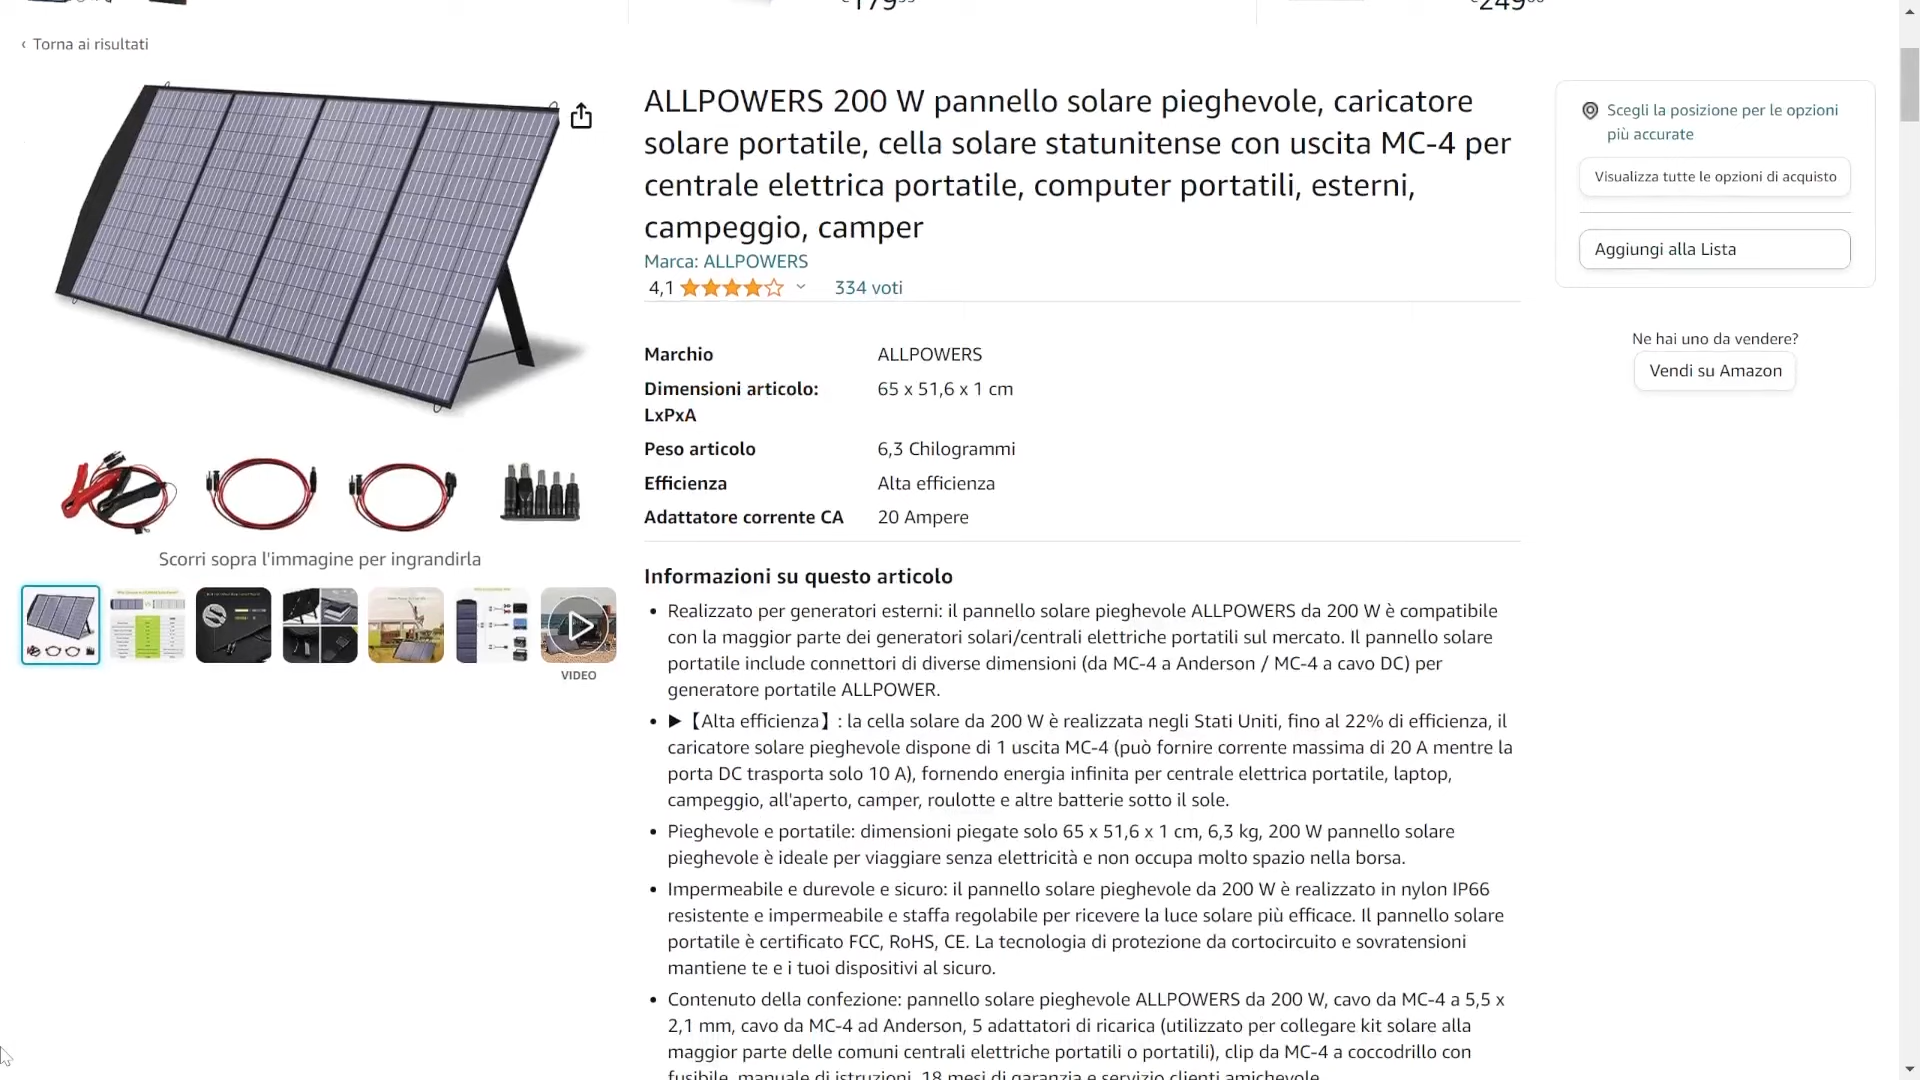 €179⁹⁹
€249⁰⁰
‹ Torna ai risultati
ALLPOWERS 200 W pannello solare pieghevole, caricatore
solare portatile, cella solare statunitense con uscita MC-4 per
centrale elettrica portatile, computer portatili, esterni,
campeggio, camper
Marca: ALLPOWERS
4,1 334 voti
Marchio ALLPOWERS
Dimensioni articolo: 65 x 51,6 x 1 cm
LxPxA
Peso articolo 6,3 Chilogrammi
Efficienza Alta efficienza
Adattatore corrente CA 20 Ampere
Informazioni su questo articolo
• Realizzato per generatori esterni: il pannello solare pieghevole ALLPOWERS da 200 W è compatibile
con la maggior parte dei generatori solari/centrali elettriche portatili sul mercato. Il pannello solare
portatile include connettori di diverse dimensioni (da MC-4 a Anderson / MC-4 a cavo DC) per
generatore portatile ALLPOWER.
• ▶【Alta efficienza】: la cella solare da 200 W è realizzata negli Stati Uniti, fino al 22% di efficienza, il
caricatore solare pieghevole dispone di 1 uscita MC-4 (può fornire corrente massima di 20 A mentre la
porta DC trasporta solo 10 A), fornendo energia infinita per centrale elettrica portatile, laptop,
campeggio, all'aperto, camper, roulotte e altre batterie sotto il sole.
• Pieghevole e portatile: dimensioni piegate solo 65 x 51,6 x 1 cm, 6,3 kg, 200 W pannello solare
pieghevole è ideale per viaggiare senza elettricità e non occupa molto spazio nella borsa.
• Impermeabile e durevole e sicuro: il pannello solare pieghevole da 200 W è realizzato in nylon IP66
resistente e impermeabile e staffa regolabile per ricevere la luce solare più efficace. Il pannello solare
portatile è certificato FCC, RoHS, CE. La tecnologia di protezione da cortocircuito e sovratensioni
mantiene te e i tuoi dispositivi al sicuro.
• Contenuto della confezione: pannello solare pieghevole ALLPOWERS da 200 W, cavo da MC-4 a 5,5 x
2,1 mm, cavo da MC-4 ad Anderson, 5 adattatori di ricarica (utilizzato per collegare kit solare alla
maggior parte delle comuni centrali elettriche portatili o portatili), clip da MC-4 a coccodrillo con
fusibile, manuale di istruzioni, 18 mesi di garanzia e servizio clienti amichevole.
Scorri sopra l'immagine per ingrandirla
VIDEO
Scegli la posizione per le opzioni
più accurate
Visualizza tutte le opzioni di acquisto
Aggiungi alla Lista
Ne hai uno da vendere?
Vendi su Amazon